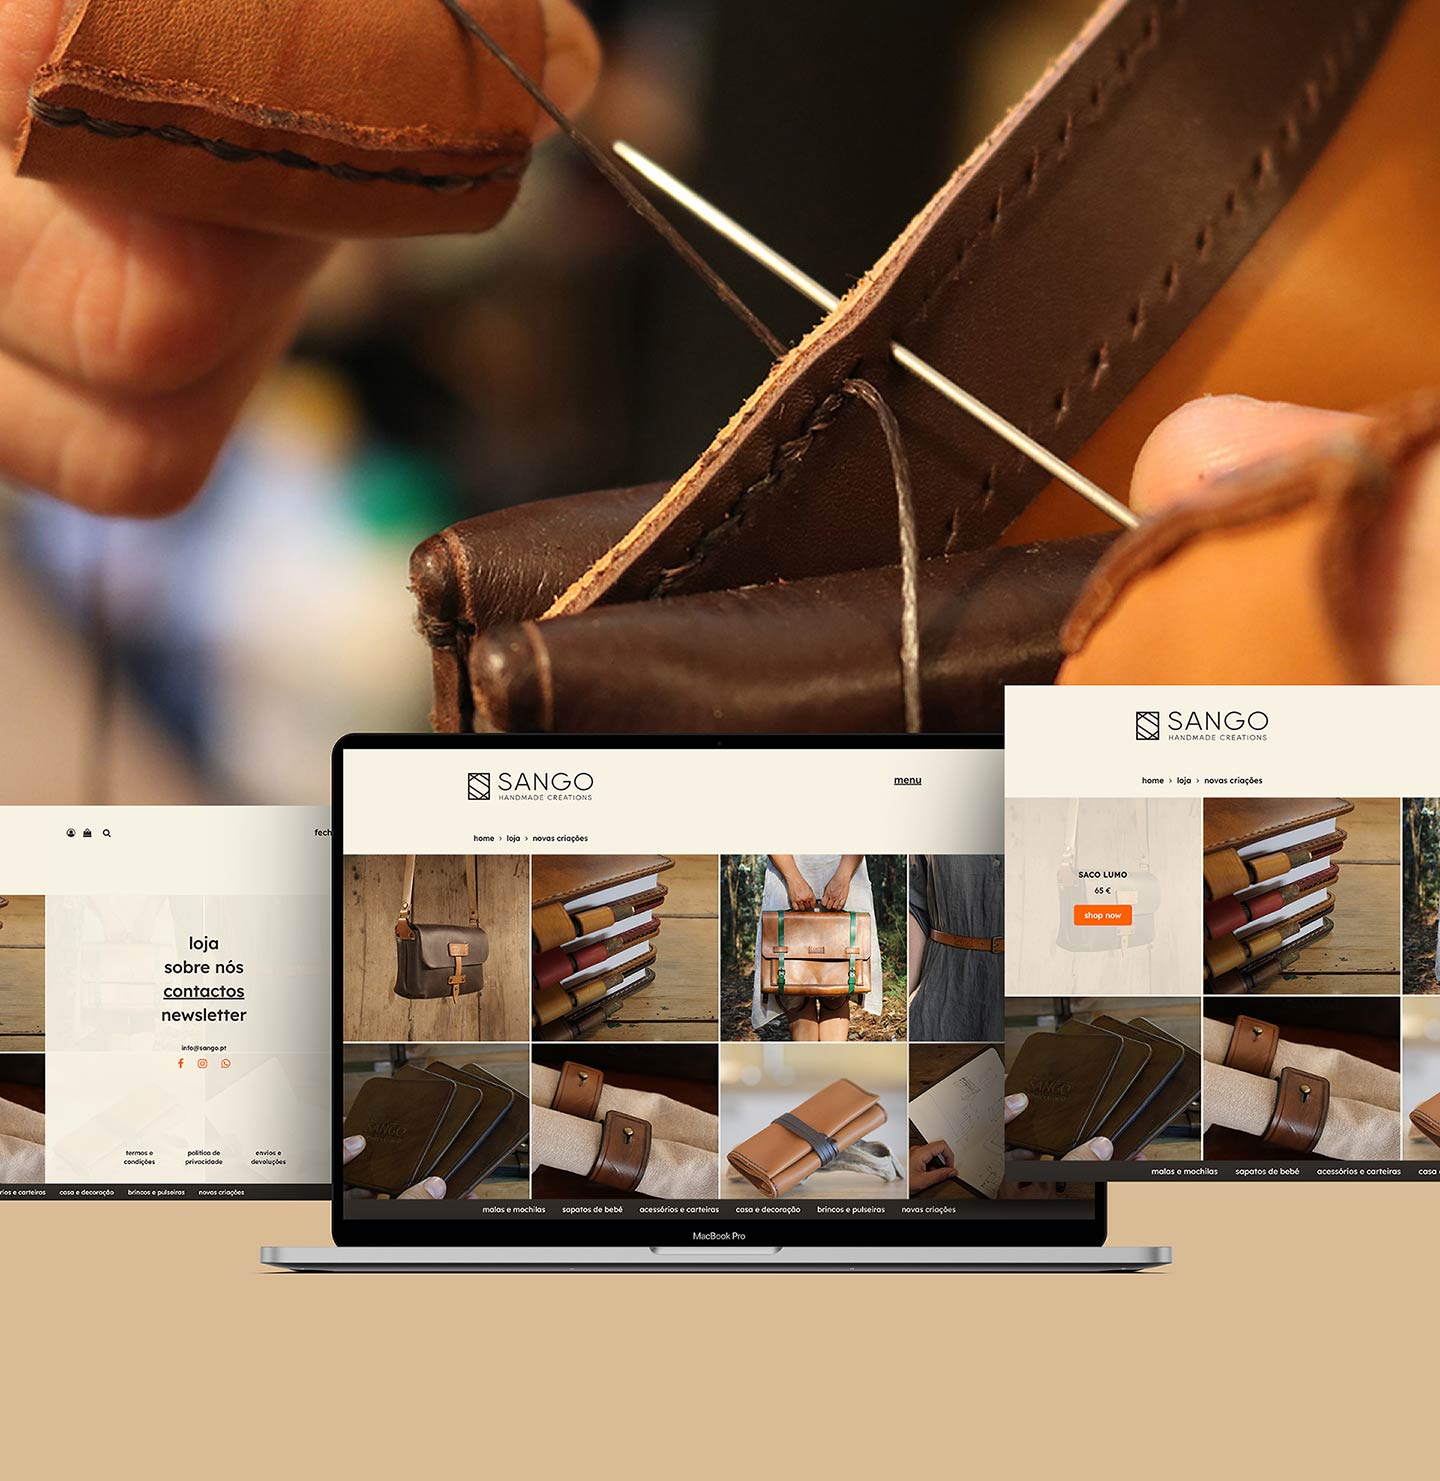 fech
loja
sobre nós
contactos
newsletter
info@sango.pt
termos e
condições
política de
privacidade
envios e
devoluções
rios e carteiras casa e decoração brincos e pulseiras novas criações
SANGO
HANDMADE CREATIONS
menu
home › loja › novas criações
SANGO
malas e mochilas sapatos de bebé acessórios e carteiras casa e decoração brincos e pulseiras novas criações
MacBook Pro
SANGO
HANDMADE CREATIONS
home › loja › novas criações
SACO LUMO
65 €
shop now
SANGO
malas e mochilas sapatos de bebé acessórios e carteiras casa